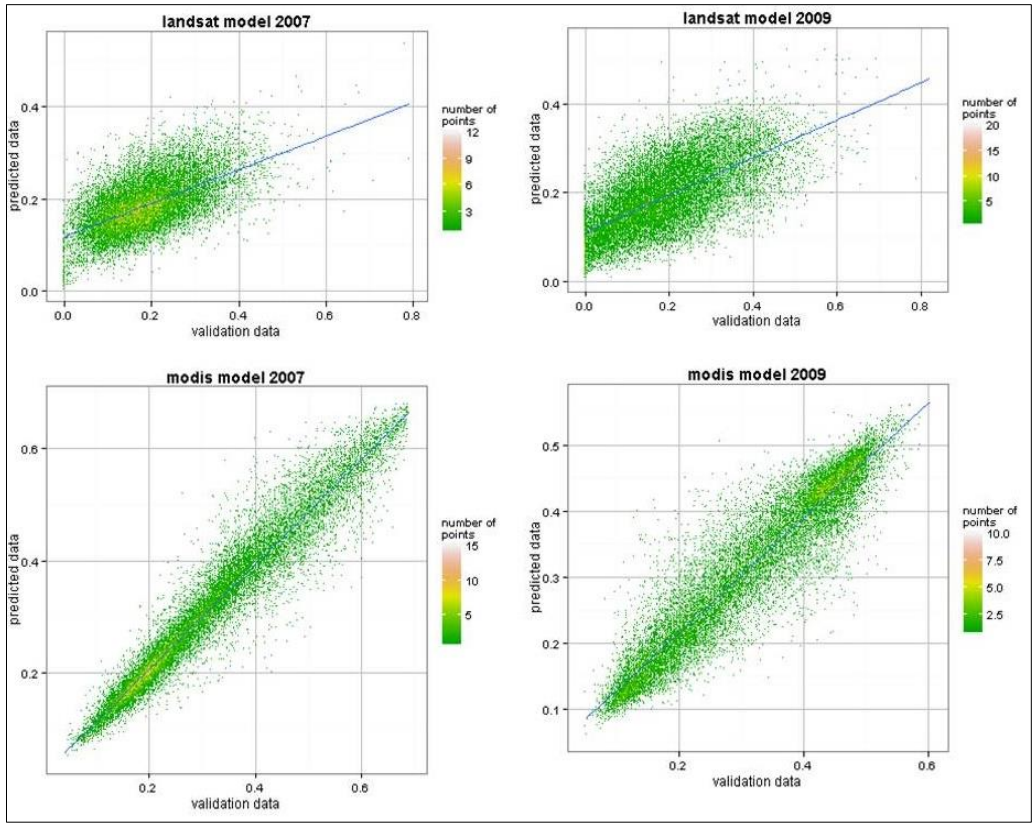 landsat model 2007
predicted data
0.4
0.2
0.0
0.0 0.2 0.4 0.6 0.8
validation data
number of
points
12
9
6
3
landsat model 2009
predicted data
0.4
0.2
0.0
0.0 0.2 0.4 0.6 0.8
validation data
number of
points
20
15
10
5
modis model 2007
predicted data
0.6
0.4
0.2
0.2 0.4 0.6
validation data
number of
points
15
10
5
modis model 2009
predicted data
0.5
0.4
0.3
0.2
0.1
0.2 0.4 0.6
validation data
number of
points
10.0
7.5
5.0
2.5